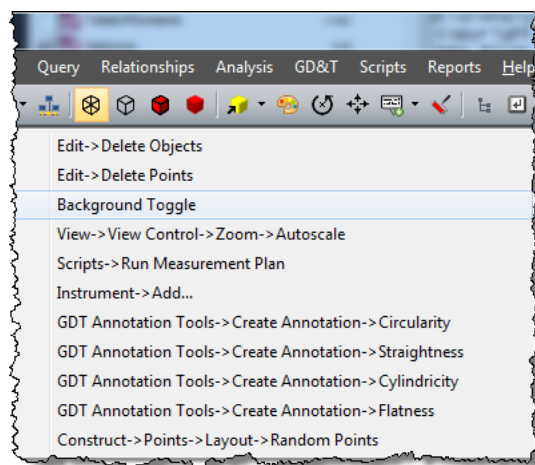 Query Relationships Analysis GD&T Scripts Reports Help
Edit->Delete Objects
Edit->Delete Points
Background Toggle
View->View Control->Zoom->Autoscale
Scripts->Run Measurement Plan
Instrument->Add...
GDT Annotation Tools->Create Annotation->Circularity
GDT Annotation Tools->Create Annotation->Straightness
GDT Annotation Tools->Create Annotation->Cylindricity
GDT Annotation Tools->Create Annotation->Flatness
Construct->Points->Layout->Random Points